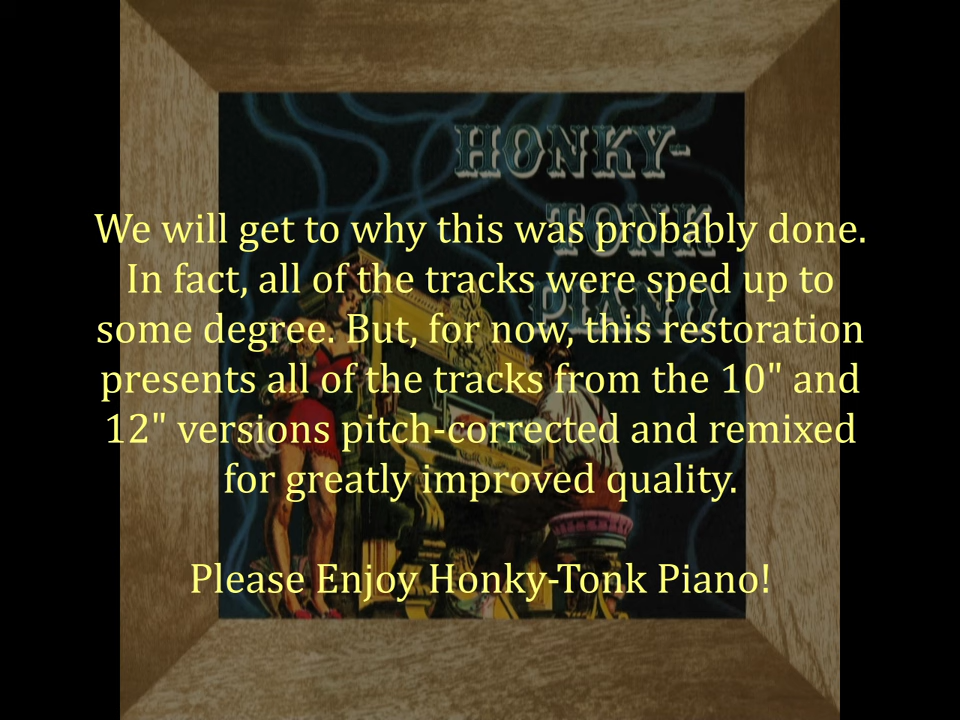 HONKY-
TONK
PIANO
We will get to why this was probably done.
In fact, all of the tracks were sped up to
some degree. But, for now, this restoration
presents all of the tracks from the 10" and
12" versions pitch-corrected and remixed
for greatly improved quality.
Please Enjoy Honky-Tonk Piano!